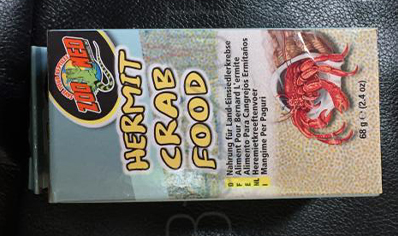 ZOO MED
HERMIT
CRAB
FOOD
D Nahrung für Land-Einsiedlerkrebse
F Aliment Pour Bernard L'ermite
E Alimento Para Cangrejos Ermitaños
NL Heremietkreeftenvoer
I Mangime Per Paguri
68 g (2.4 oz)